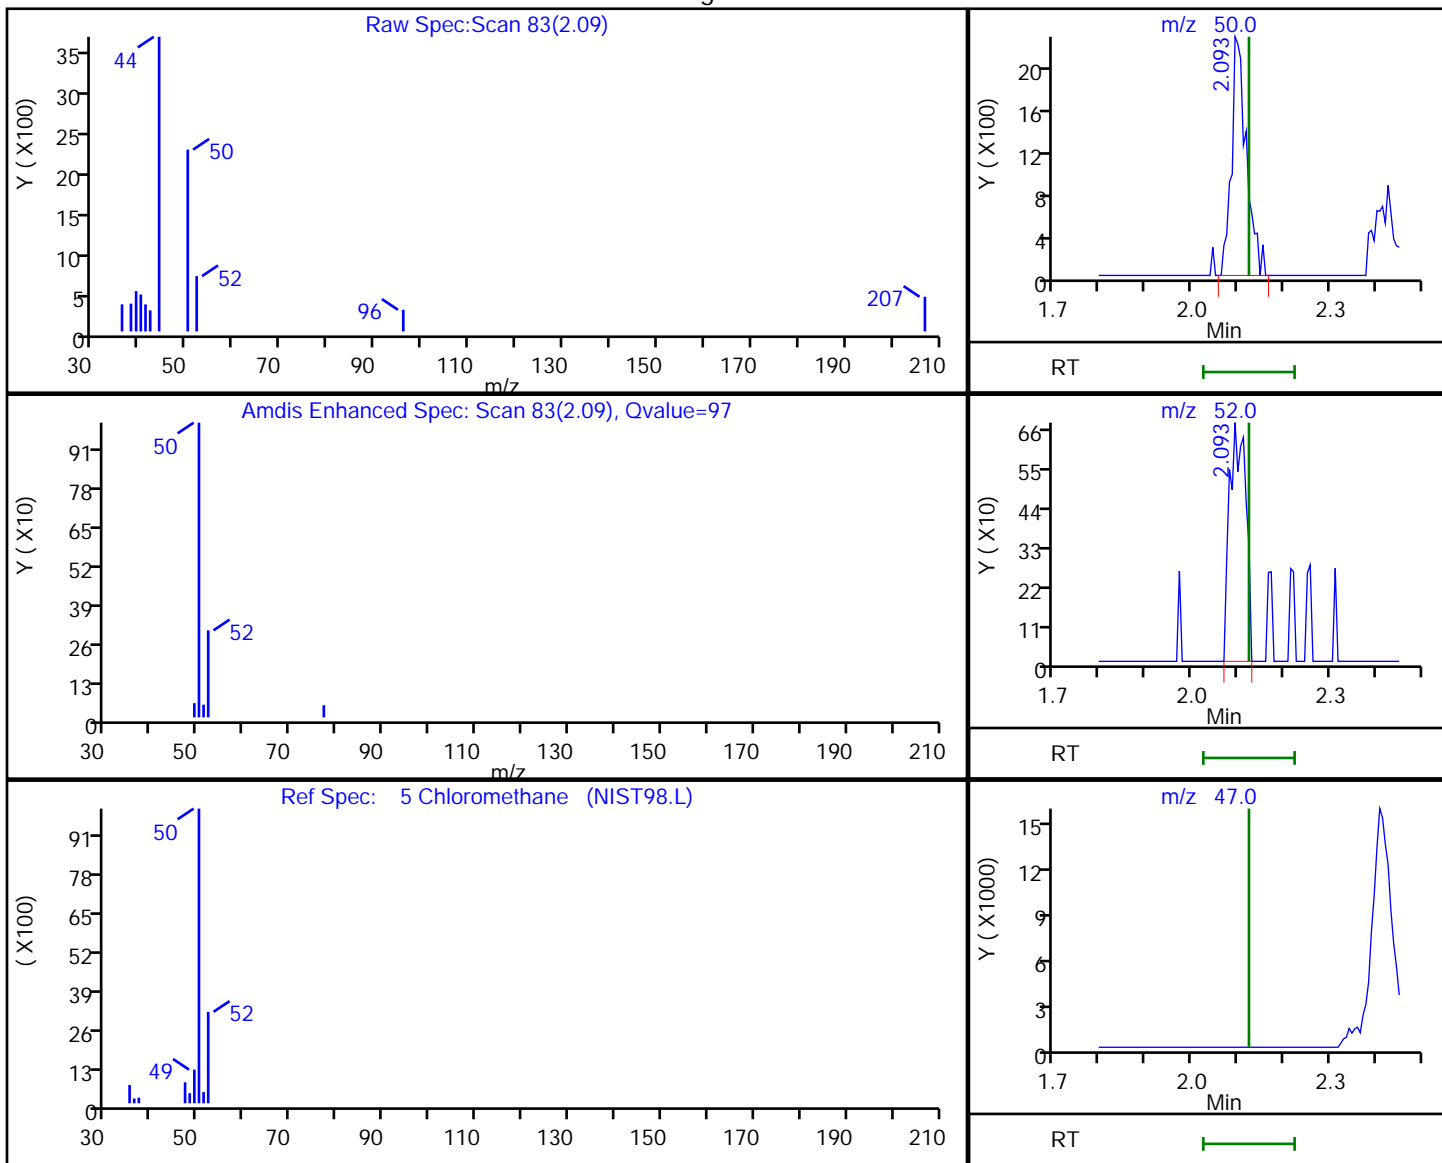 Raw Spec:Scan 83(2.09)
Y ( X100)
35
30
25
20
15
10
5
0
44
50
52
96
207
30 50 70 90 110 130 150 170 190 210
m/z
m/z 50.0
Y ( X100)
20
16
12
8
4
0
2.093
1.7 2.0 2.3
Min
RT
Amdis Enhanced Spec: Scan 83(2.09), Qvalue=97
Y ( X10)
91
78
65
52
39
26
13
0
50
52
30 50 70 90 110 130 150 170 190 210
m/z
m/z 52.0
Y ( X10)
66
55
44
33
22
11
0
2.093
1.7 2.0 2.3
Min
RT
Ref Spec: 5 Chloromethane (NIST98.L)
( X100)
91
78
65
52
39
26
13
0
50
52
49
30 50 70 90 110 130 150 170 190 210
m/z 47.0
Y ( X1000)
15
12
9
6
3
0
1.7 2.0 2.3
Min
RT